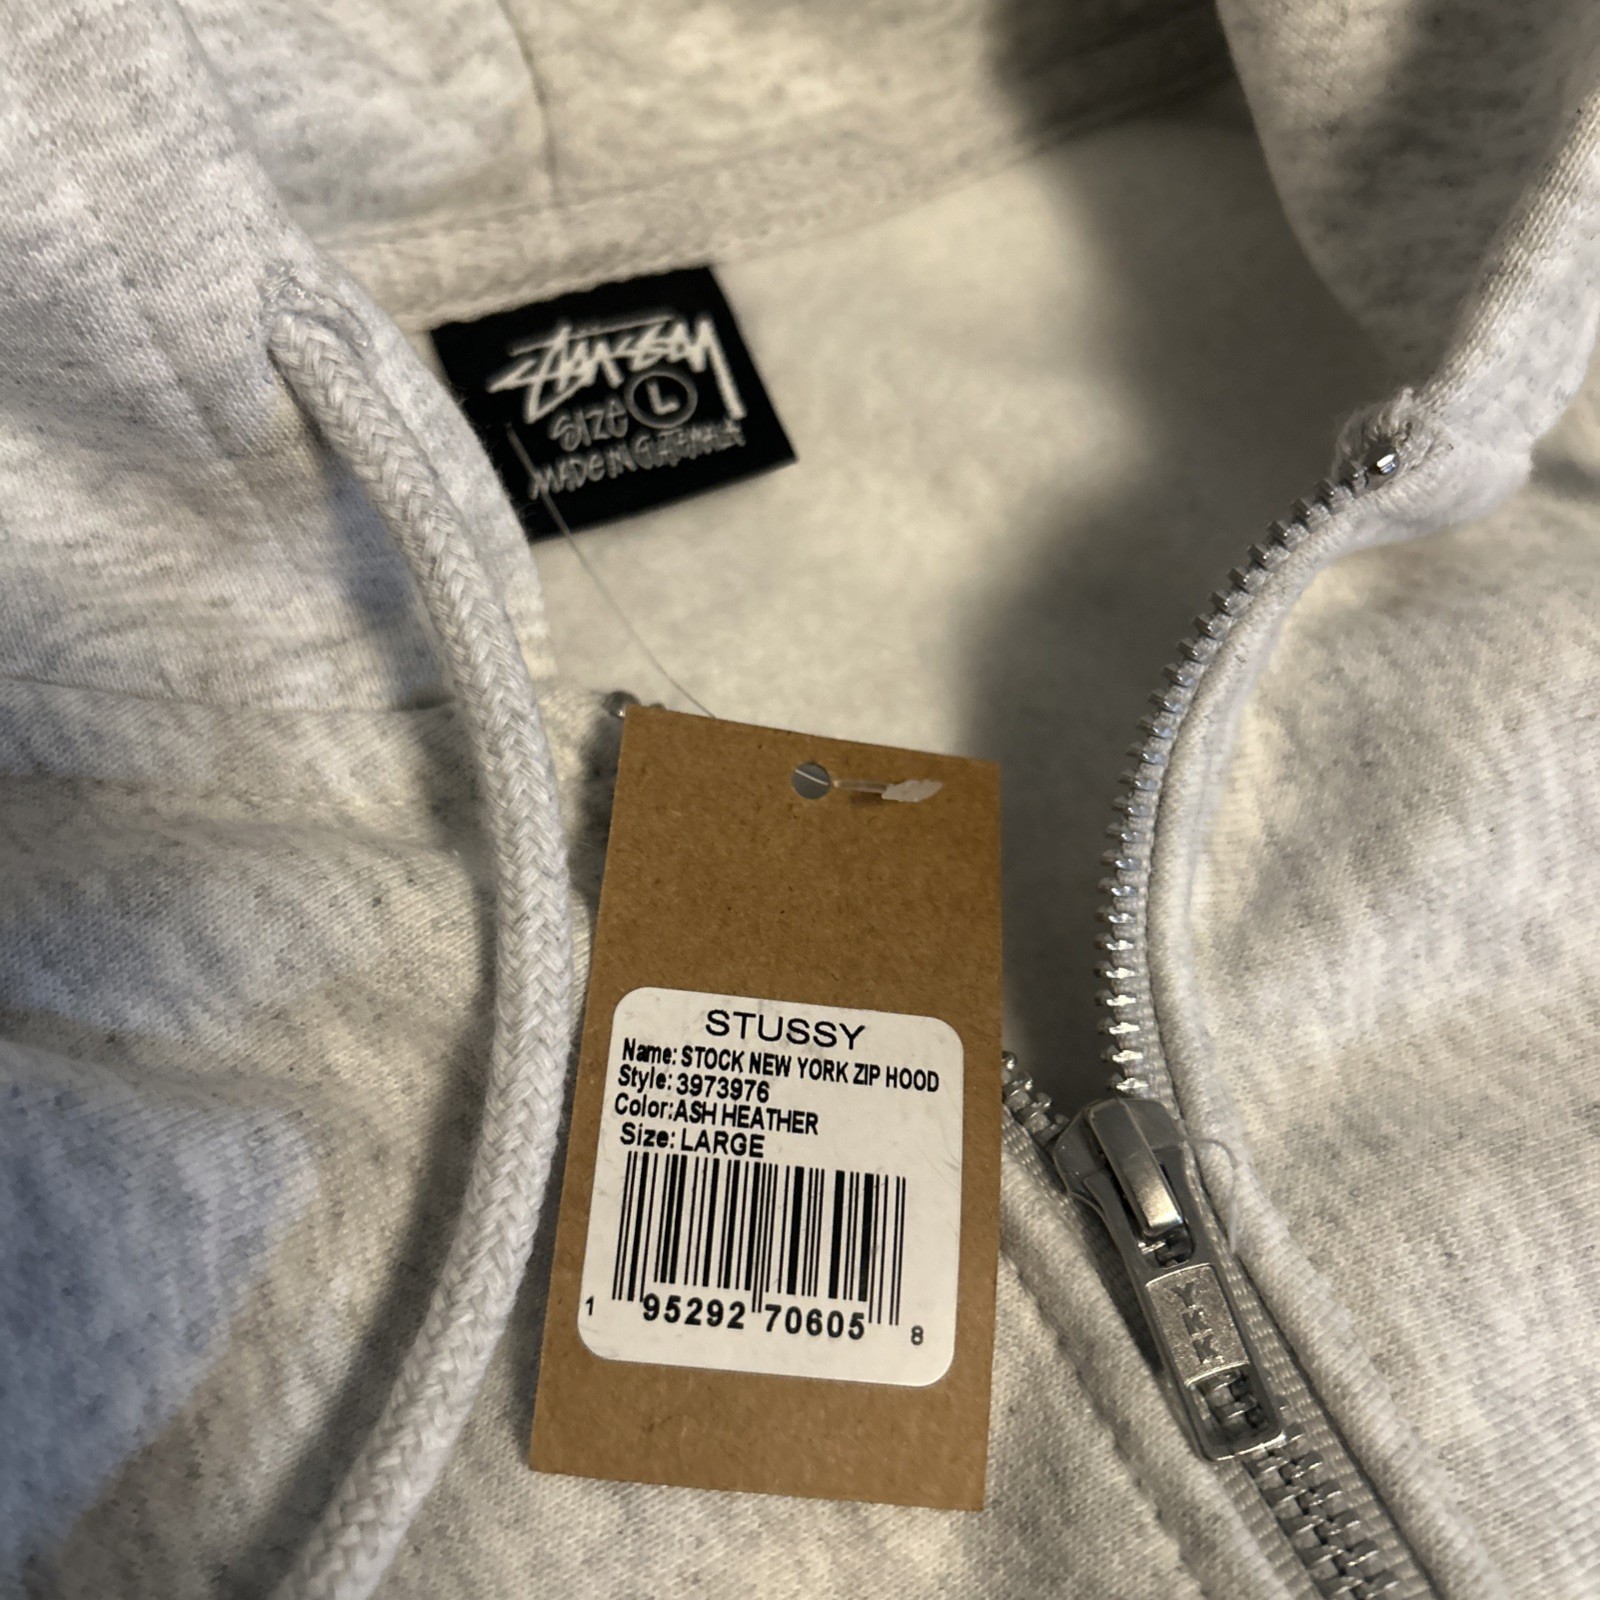 STUSSY
SIZE L
MADE IN GUATEMALA
STUSSY
Name: STOCK NEW YORK ZIP HOOD
Style: 3973976
Color:ASH HEATHER
Size: LARGE
1 95292 70605 8
YKK